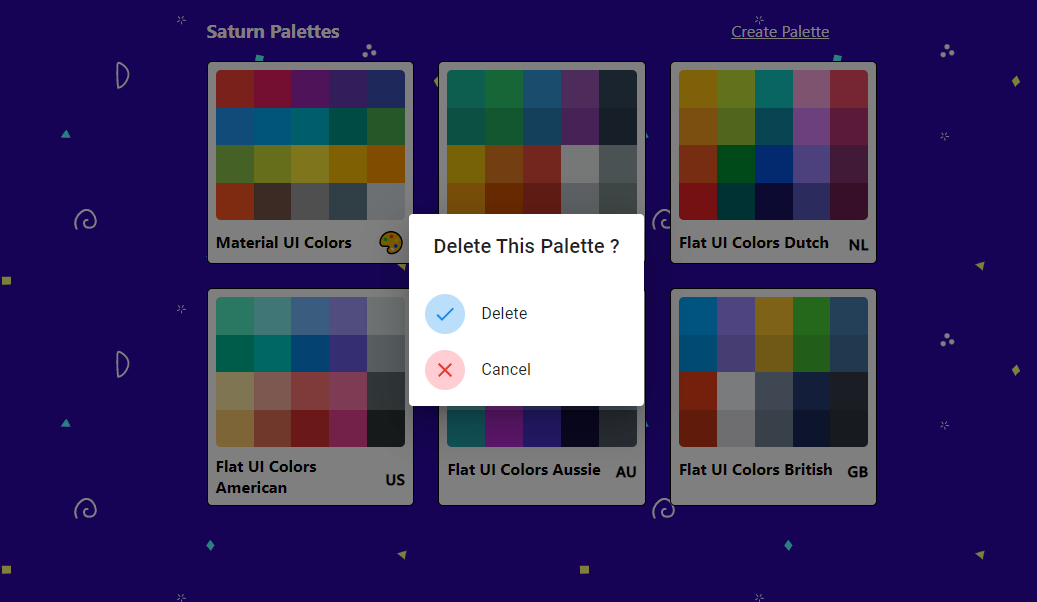 Saturn Palettes
Create Palette
Material UI Colors
Flat UI Colors Dutch NL
Delete This Palette ?
Delete
Cancel
Flat UI Colors
American US
Flat UI Colors Aussie AU
Flat UI Colors British GB